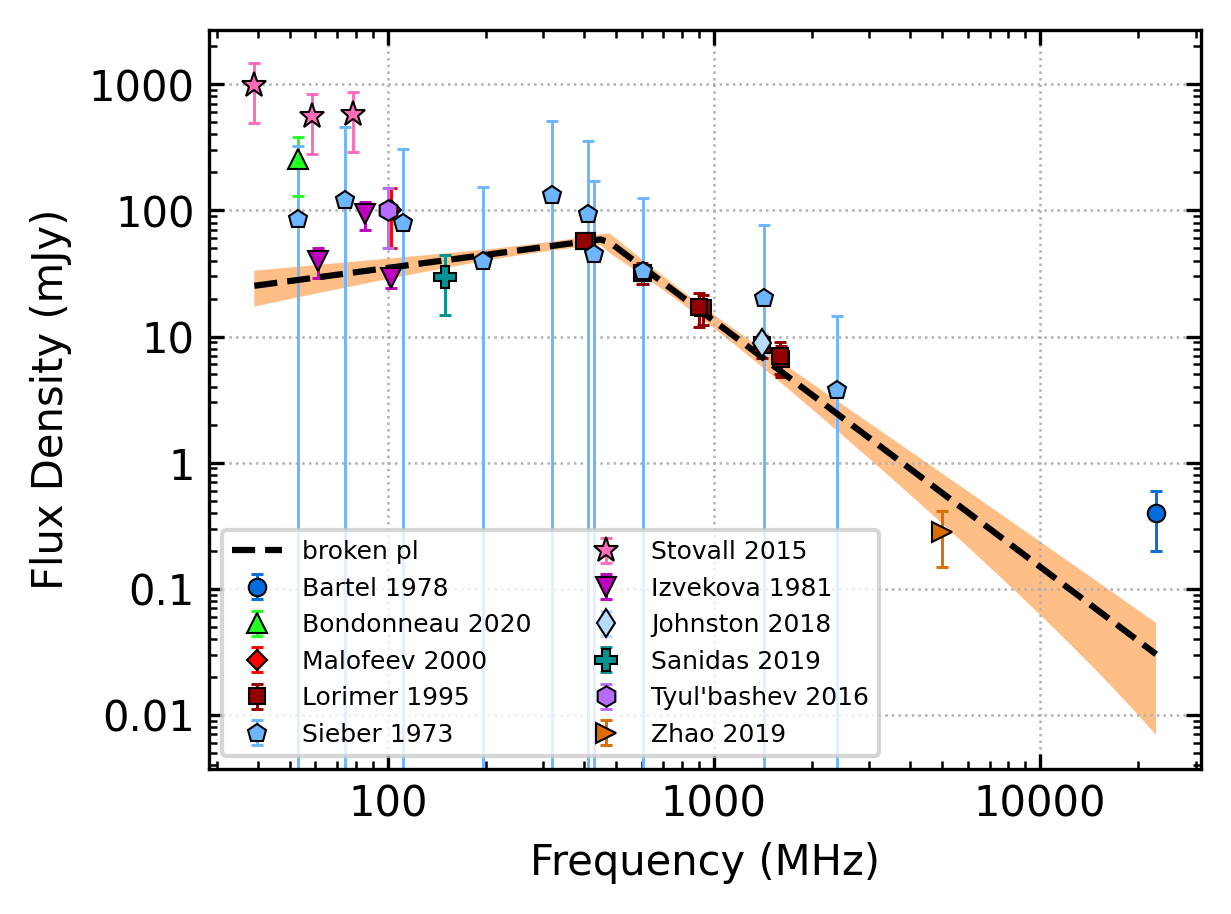 1000
100
10
1
0.1
0.01
Flux Density (mJy)
broken pl
Bartel 1978
Bondonneau 2020
Malofeev 2000
Lorimer 1995
Sieber 1973
Stovall 2015
Izvekova 1981
Johnston 2018
Sanidas 2019
Tyul'bashev 2016
Zhao 2019
100
1000
10000
Frequency (MHz)